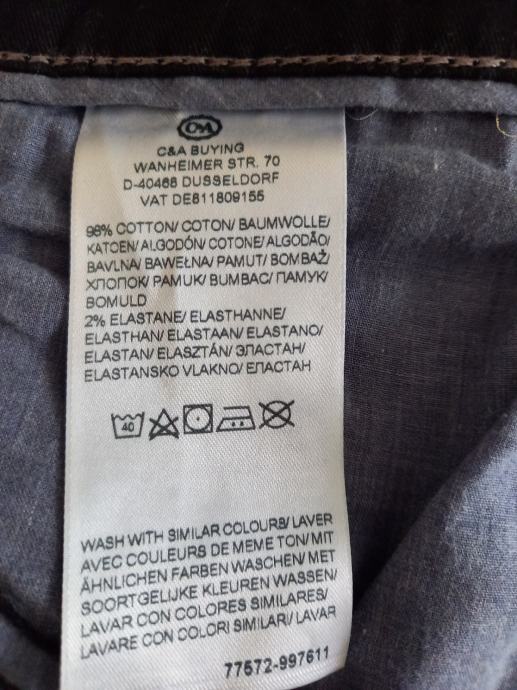 C&A
C&A BUYING
WANHEIMER STR. 70
D-40468 DUSSELDORF
VAT DE811809155
98% COTTON/ COTON/ BAUMWOLLE/
KATOEN/ ALGODÓN/ COTONE/ ALGODÃO/
BAVLNA/ BAWEŁNA/ PAMUT/ BOMBAŽ/
ХЛОПОК/ PAMUK/ BUMBAC/ ПАМУК/
BOMULD
2% ELASTANE/ ELASTHANNE/
ELASTHAN/ ELASTAAN/ ELASTANO/
ELASTAN/ ELASZTÁN/ ЭЛАСТАН/
ELASTANSKO VLAKNO/ ЕЛАСТАН
40
WASH WITH SIMILAR COLOURS/ LAVER
AVEC COULEURS DE MEME TON/ MIT
ÄHNLICHEN FARBEN WASCHEN/ MET
SOORTGELIJKE KLEUREN WASSEN/
LAVAR CON COLORES SIMILARES/
LAVARE CON COLORI SIMILAR/ LAVAR
77672-997611